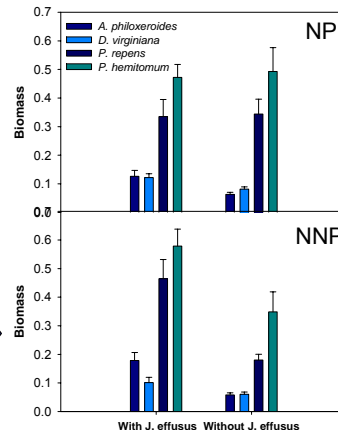 0.7
NP
A. philoxeroides
D. virginiana
P. repens
P. hemitomum
0.6
0.5
0.4
0.3
0.2
0.1
0.0
Biomass
0.7
NNP
0.6
0.5
0.4
0.3
0.2
0.1
0.0
Biomass
With J. effusus Without J. effusus